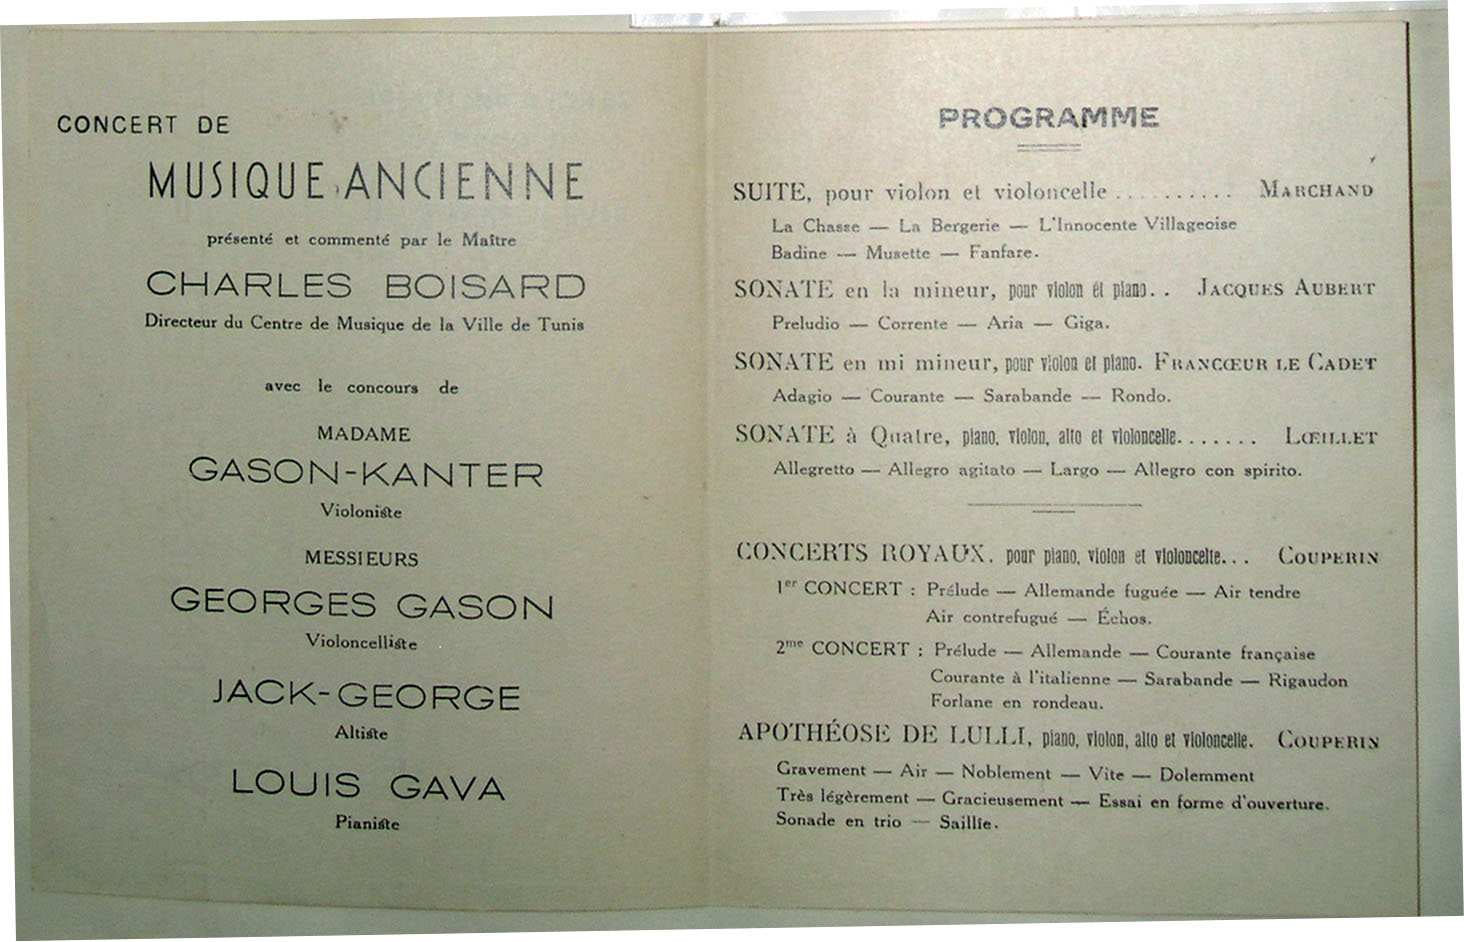 CONCERT DE
MUSIQUE ANCIENNE
présenté et commenté par le Maître
CHARLES BOISARD
Directeur du Centre de Musique de la Ville de Tunis
avec le concours de
MADAME
GASON-KANTER
Violoniste
MESSIEURS
GEORGES GASON
Violoncelliste
JACK-GEORGE
Altiste
LOUIS GAVA
Pianiste
PROGRAMME
SUITE, pour violon et violoncelle .......... MARCHAND
La Chasse — La Bergerie — L'Innocente Villageoise
Badine — Musette — Fanfare.
SONATE en la mineur, pour violon et piano.. JACQUES AUBERT
Preludio — Corrente — Aria — Giga.
SONATE en mi mineur, pour violon et piano. FRANCŒUR LE CADET
Adagio — Courante — Sarabande — Rondo.
SONATE à Quatre, piano, violon, alto et violoncelle....... LŒILLET
Allegretto — Allegro agitato — Largo — Allegro con spirito.
CONCERTS ROYAUX, pour piano, violon et violoncelle... COUPERIN
1er CONCERT : Prélude — Allemande fuguée — Air tendre
Air contrefugué — Échos.
2me CONCERT : Prélude — Allemande — Courante française
Courante à l'italienne — Sarabande — Rigaudon
Forlane en rondeau.
APOTHÉOSE DE LULLI, piano, violon, alto et violoncelle. COUPERIN
Gravement — Air — Noblement — Vite — Dolemment
Très légèrement — Gracieusement — Essai en forme d'ouverture.
Sonade en trio — Saillie.